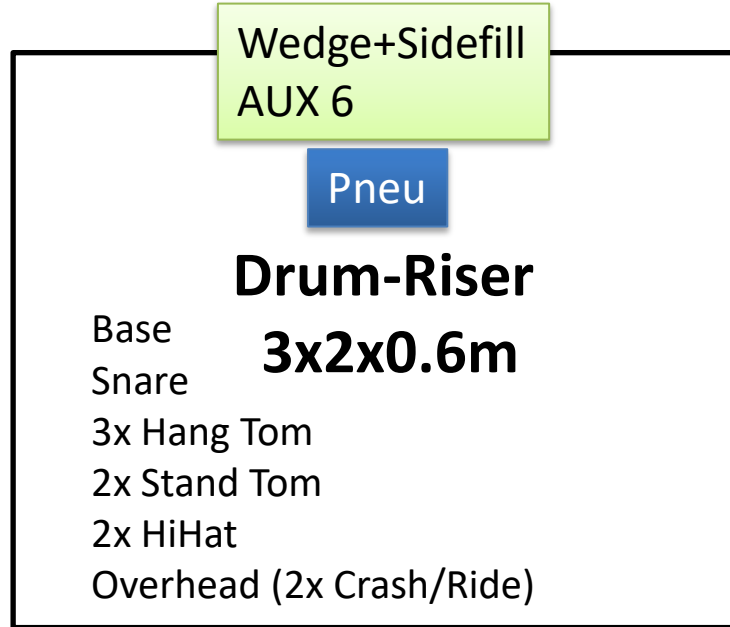 Wedge+Sidefill
AUX 6
Pneu
Drum-Riser
3x2x0.6m
Base
Snare
3x Hang Tom
2x Stand Tom
2x HiHat
Overhead (2x Crash/Ride)